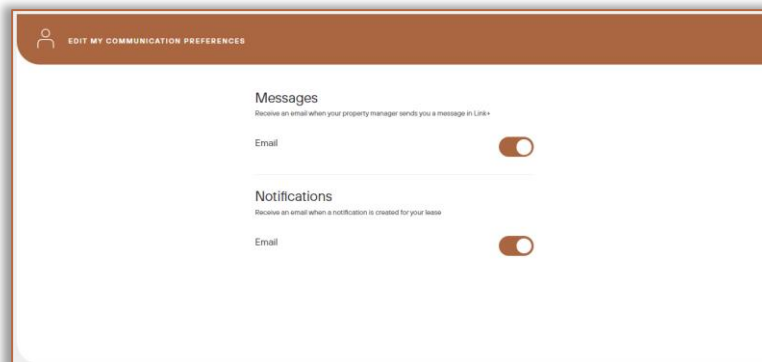 EDIT MY COMMUNICATION PREFERENCES
Messages
Receive an email when your property manager sends you a message in Link+
Email
Notifications
Receive an email when a notification is created for your lease
Email